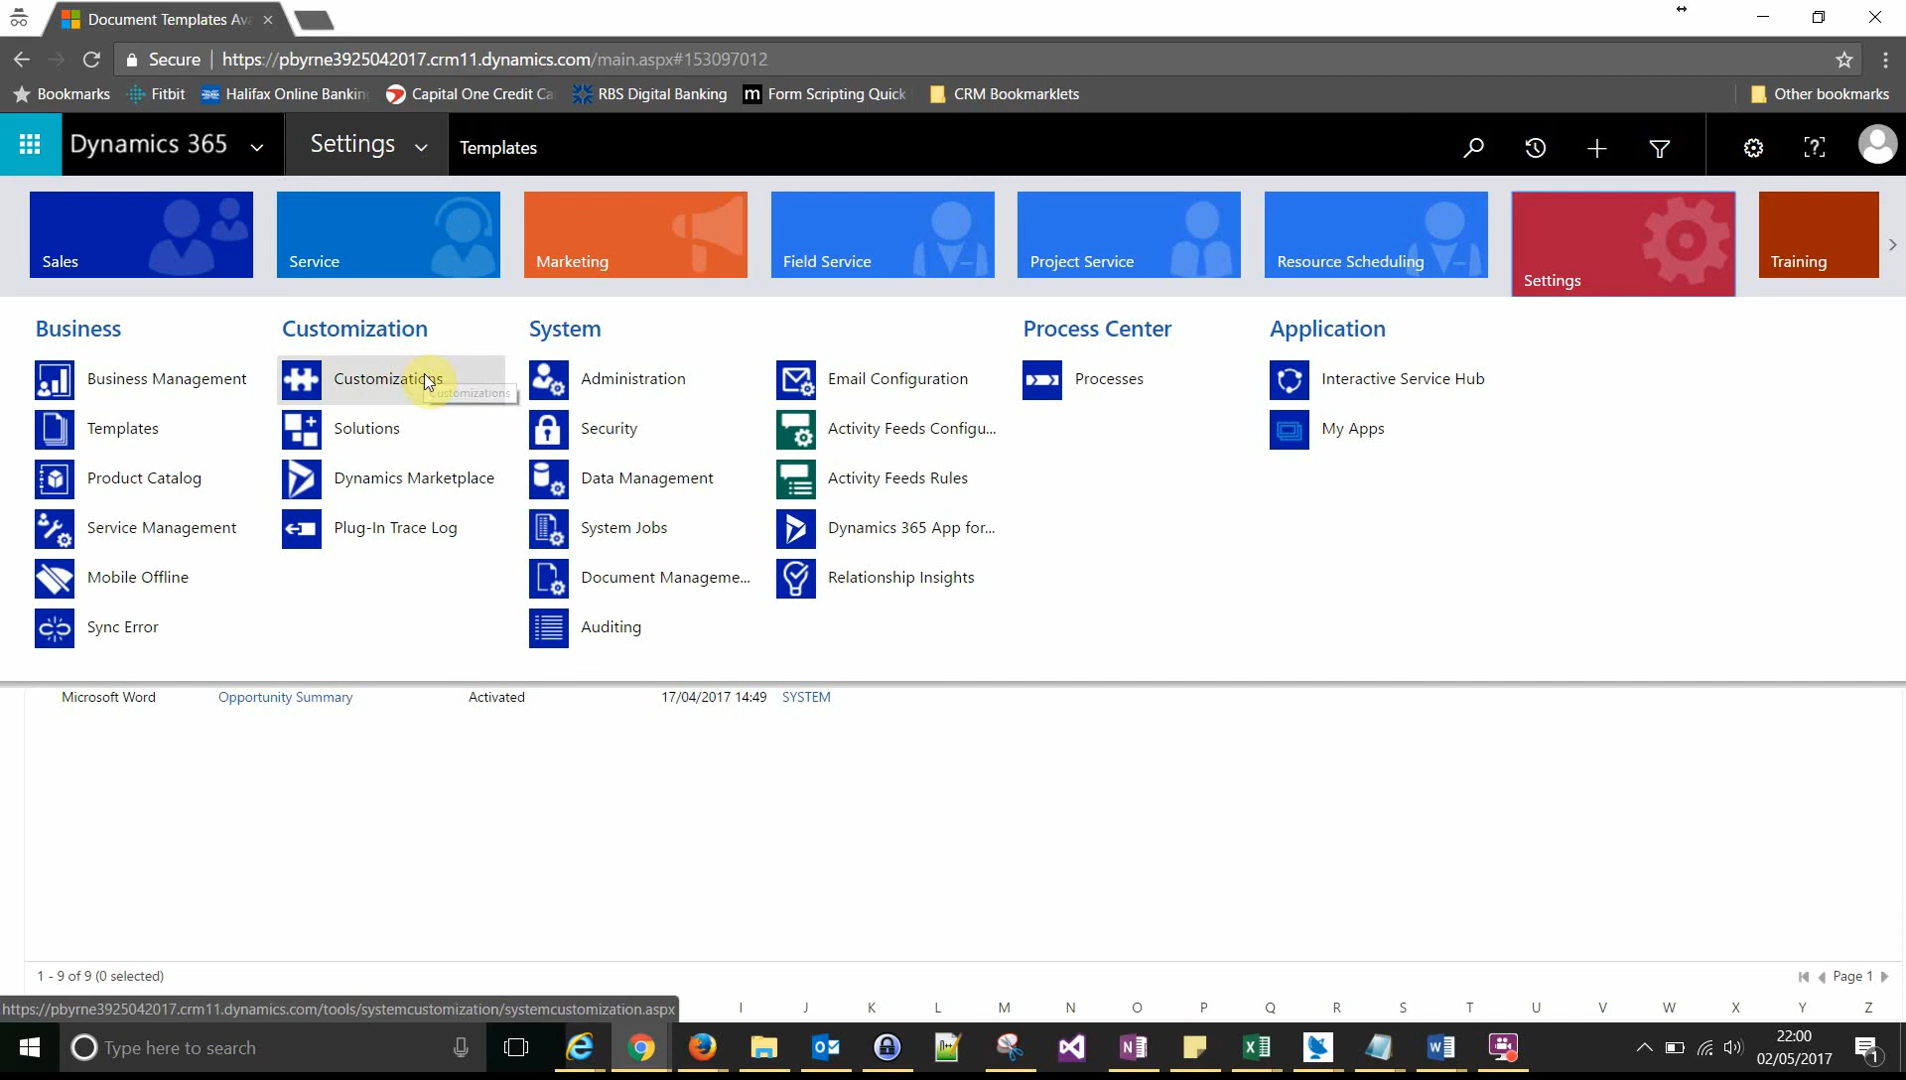 Document Templates Ava
Secure https://pbyrne3925042017.crm11.dynamics.com/main.aspx#153097012
Bookmarks Fitbit Halifax Online Bankin Capital One Credit Ca RBS Digital Banking Form Scripting Quick CRM Bookmarklets Other bookmarks
Dynamics 365 Settings Templates
Sales Service Marketing Field Service Project Service Resource Scheduling Settings Training
Business Customization System Process Center Application
Business Management Customizations Administration Email Configuration Processes Interactive Service Hub
Customizations
Templates Solutions Security Activity Feeds Configu... My Apps
Product Catalog Dynamics Marketplace Data Management Activity Feeds Rules
Service Management Plug-In Trace Log System Jobs Dynamics 365 App for...
Mobile Offline Document Manageme... Relationship Insights
Sync Error Auditing
Microsoft Word Opportunity Summary Activated 17/04/2017 14:49 SYSTEM
1 - 9 of 9 (0 selected) Page 1
https://pbyrne3925042017.crm11.dynamics.com/tools/systemcustomization/systemcustomization.aspx I J K L M N O P Q R S T U V W X Y Z
Type here to search 22:00
02/05/2017
1